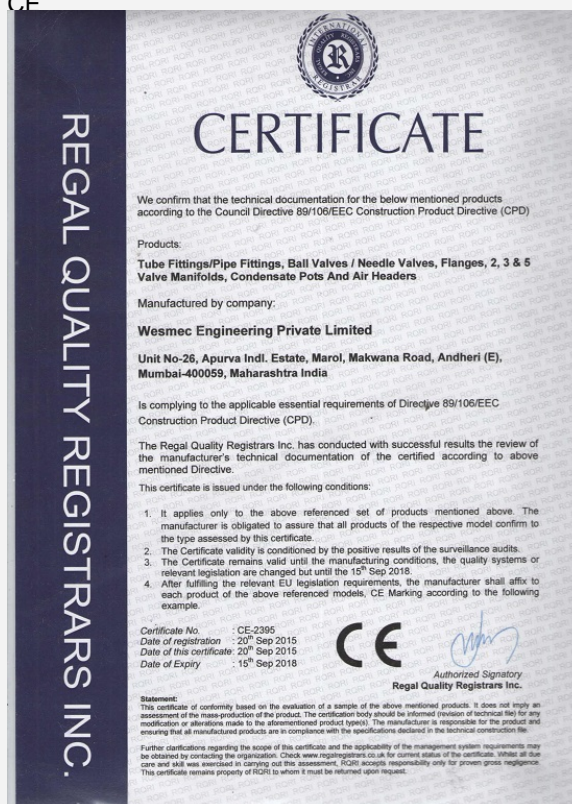 CE
INTERNATIONAL
REGISTRAR
R
CERTIFICATE
REGAL QUALITY REGISTRARS INC.
We confirm that the technical documentation for the below mentioned products
according to the Council Directive 89/106/EEC Construction Product Directive (CPD)
Products:
Tube Fittings/Pipe Fittings, Ball Valves / Needle Valves, Flanges, 2, 3 & 5
Valve Manifolds, Condensate Pots And Air Headers
Manufactured by company:
Wesmec Engineering Private Limited
Unit No-26, Apurva Indl. Estate, Marol, Makwana Road, Andheri (E),
Mumbai-400059, Maharashtra India
Is complying to the applicable essential requirements of Directive 89/106/EEC
Construction Product Directive (CPD).
The Regal Quality Registrars Inc. has conducted with successful results the review of
the manufacturer's technical documentation of the certified according to above
mentioned Directive.
This certificate is issued under the following conditions:
1. It applies only to the above referenced set of products mentioned above. The
manufacturer is obligated to assure that all products of the respective model confirm to
the type assessed by this certificate.
2. The Certificate validity is conditioned by the positive results of the surveillance audits.
3. The Certificate remains valid until the manufacturing conditions, the quality systems or
relevant legislation are changed but until the 15th Sep 2018.
4. After fulfilling the relevant EU legislation requirements, the manufacturer shall affix to
each product of the above referenced models, CE Marking according to the following
example.
Certificate No. : CE-2395
Date of registration : 20th Sep 2015
Date of this certificate: 20th Sep 2015
Date of Expiry : 15th Sep 2018
CE
Authorized Signatory
Regal Quality Registrars Inc.
Statement:
This certificate of conformity based on the evaluation of a sample of the above mentioned products. It does not imply an
assessment of the mass-production of the product. The certification body should be informed (revision of technical file) for any
modification or alterations made to the aforementioned product type(s). The manufacturer is responsible for the product and
ensuring that all manufactured products are in compliance with the specifications declared in the technical construction file.
Further clarifications regarding the scope of this certificate and the applicability of the management system requirements may
be obtained by contacting the organization. Check www.regalregistrars.co.uk for current status of the certificate. Whilst all due
care and skill was exercised in carrying out this assessment, RQRI accepts responsibility only for proven gross negligence.
This certificate remains property of RQRI to whom it must be returned upon request.